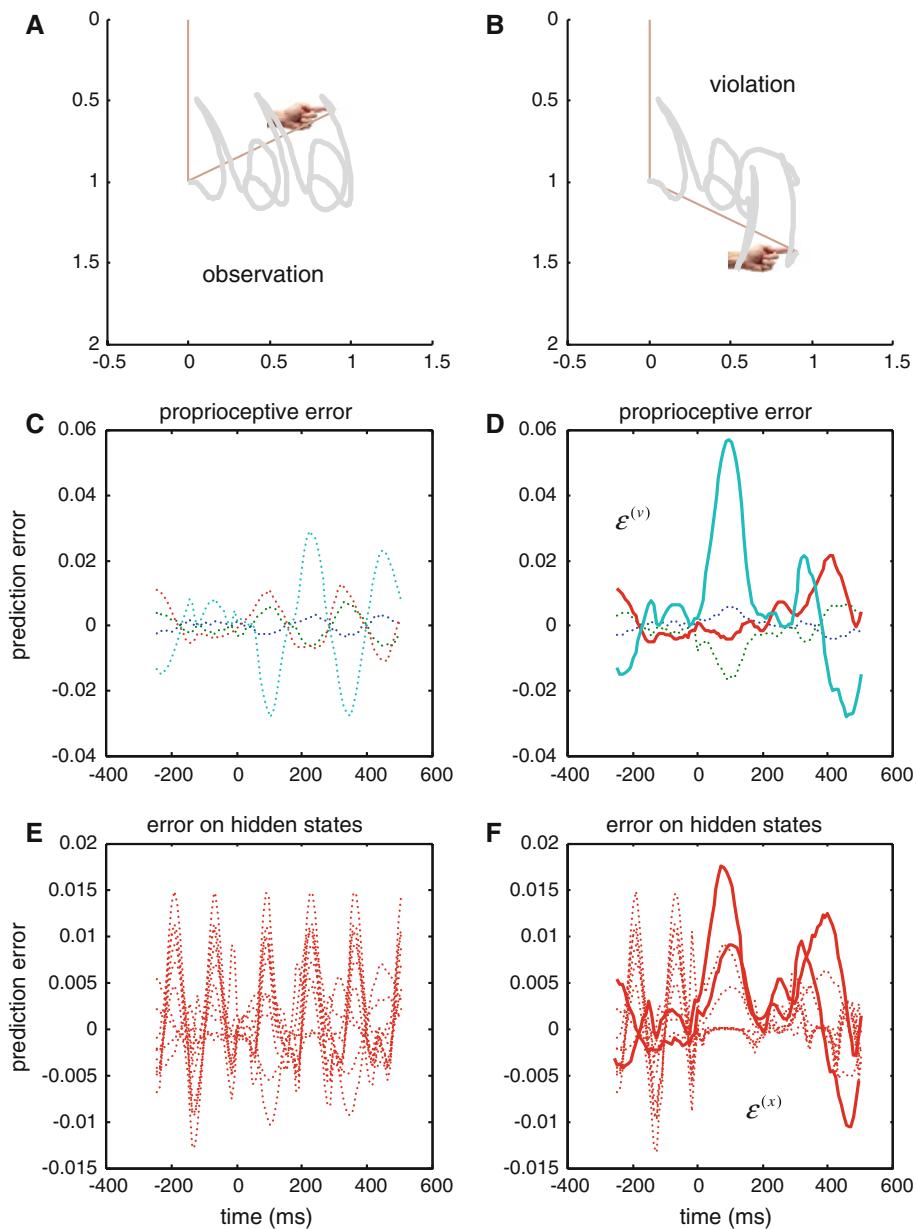 A
0
0.5
1
1.5
2
-0.5 0 0.5 1 1.5
observation
B
0
0.5
1
1.5
2
-0.5 0 0.5 1 1.5
violation
C
proprioceptive error
0.06
0.04
0.02
0
-0.02
-0.04
-400 -200 0 200 400 600
prediction error
D
proprioceptive error
0.06
0.04
0.02
0
-0.02
-0.04
-400 -200 0 200 400 600
ε(v)
E
error on hidden states
0.02
0.015
0.01
0.005
0
-0.005
-0.01
-0.015
-400 -200 0 200 400 600
prediction error
time (ms)
F
error on hidden states
0.02
0.015
0.01
0.005
0
-0.005
-0.01
-0.015
-400 -200 0 200 400 600
ε(x)
time (ms)